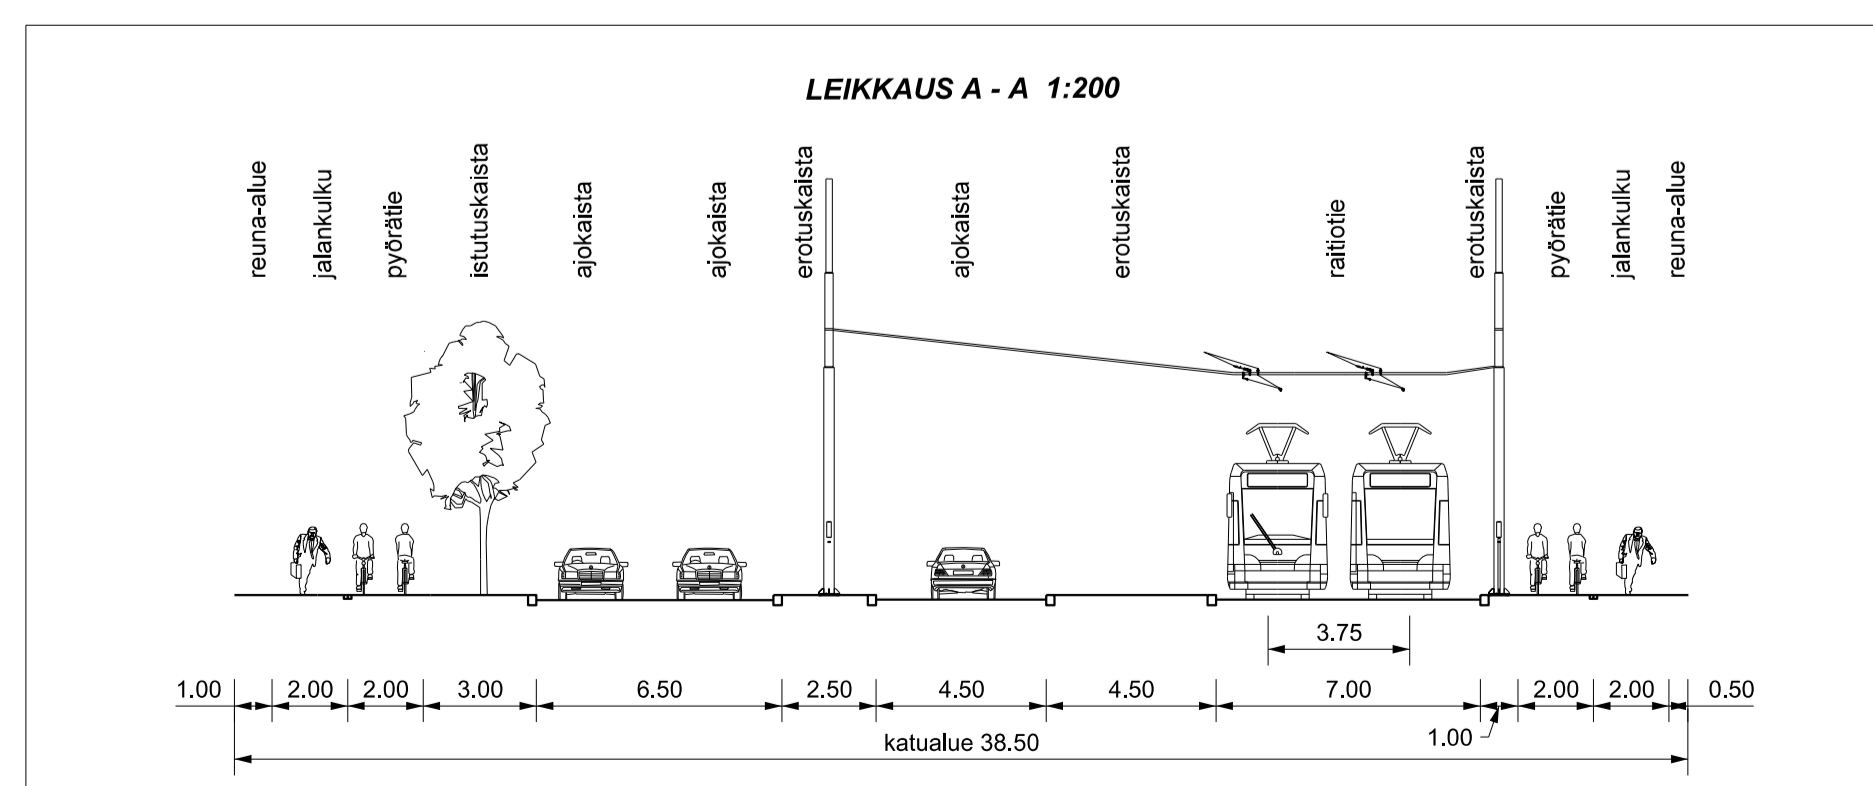 LEIKKAUS A - A 1:200
reuna-alue
jalankulku
pyörätie
istutuskaista
ajokaista
ajokaista
erotuskaista
ajokaista
erotuskaista
raitiotie
erotuskaista
pyörätie
jalankulku
reuna-alue
3.75
1.00 2.00 2.00 3.00 6.50 2.50 4.50 4.50 7.00 2.00 2.00 0.50
1.00
katualue 38.50